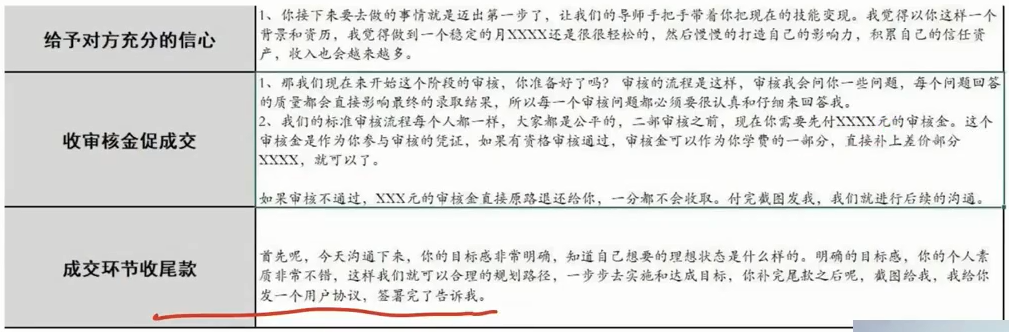 给予对方充分的信心
1、你接下来要去做的事情就是迈出第一步了，让我们的导师手把手带着你把现在的技能变现。我觉得以你这样一个
背景和资历，我觉得做到一个稳定的月XXXX还是很很轻松的，然后慢慢的打造自己的影响力，积累自己的信任资
产，收入也会越来越多。
收审核金促成交
1、那我们现在来开始这个阶段的审核，你准备好了吗？ 审核的流程是这样，审核我会问你一些问题，每个问题回答
的质量都会直接影响最终的录取结果，所以每一个审核问题都必须要很认真和仔细来回答我。
2、我们的标准审核流程每个人都一样，大家都是公平的，二部审核之前，现在你需要先付XXXX元的审核金。这个
审核金是作为你参与审核的凭证，如果有资格审核通过，审核金可以作为你学费的一部分，直接补上差价部分
XXXX，就可以了。
如果审核不通过，XXX元的审核金直接原路退还给你，一分都不会收取。付完截图发我，我们就进行后续的沟通。
成交环节收尾款
首先呢，今天沟通下来，你的目标感非常明确，知道自己想要的理想状态是什么样的。明确的目标感，你的个人素
质非常不错，这样我们就可以合理的规划路径，一步步去实施和达成目标，你补完尾款之后呢，截图给我，我给你
发一个用户协议，签署完了告诉我。